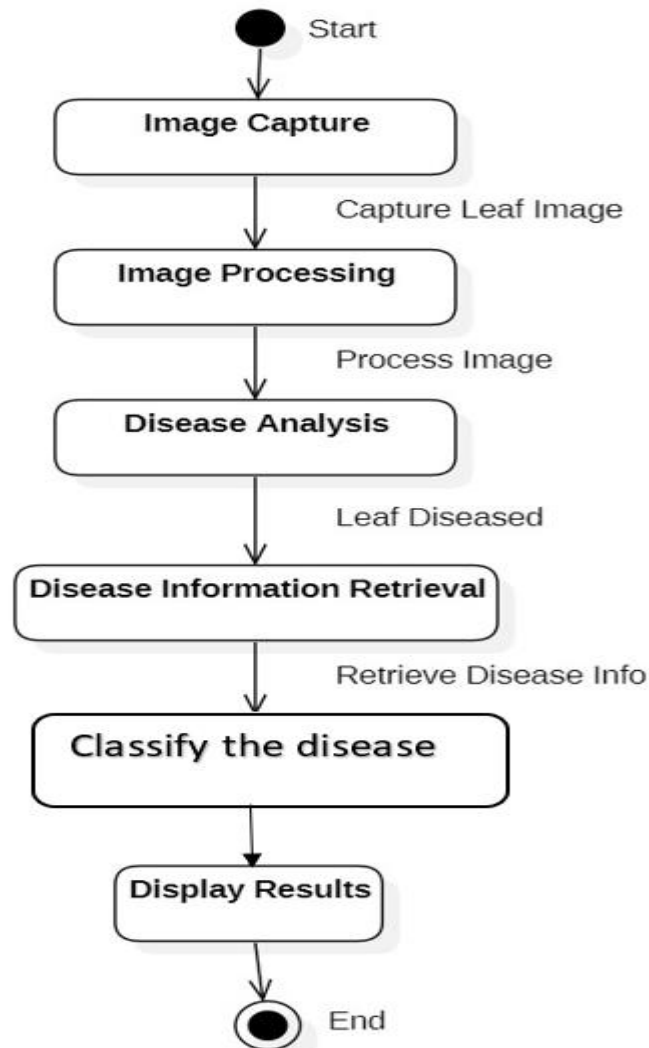 Start
Image Capture
Capture Leaf Image
Image Processing
Process Image
Disease Analysis
Leaf Diseased
Disease Information Retrieval
Retrieve Disease Info
Classify the disease
Display Results
End